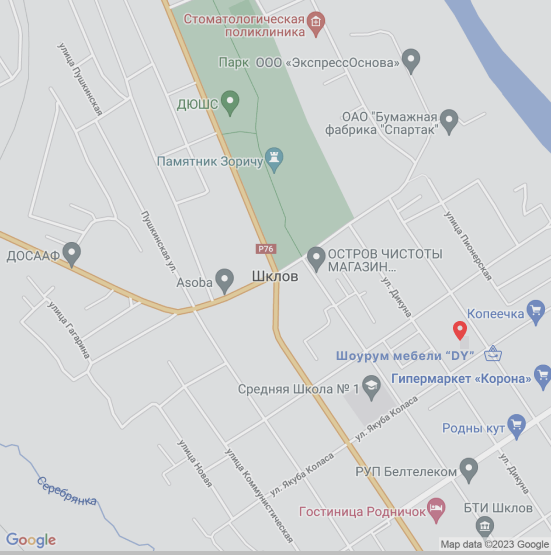 Стоматологическая
поликлиника
улица Пушкинская
Парк
ООО «ЭкспрессОснова»
ДЮШС
ОАО "Бумажная
фабрика "Спартак"
Памятник Зоричу
Пушкинская ул.
улица Пионерская
ДОСААФ
P76
ОСТРОВ ЧИСТОТЫ
МАГАЗИН...
Asoba
Шклов
ул. Дикуна
улица Гагарина
Копеечка
Шоурум мебели "DY"
Гипермаркет «Корона»
Средняя Школа № 1
ул. Якуба Коласа
Родны кут
улица Новая
улица Коммунистическая
ул. Якуба Коласа
РУП Белтелеком
ул. Дикуна
Серебрянка
Гостиница Родничок
БТИ Шклов
Google
Map data ©2023 Google